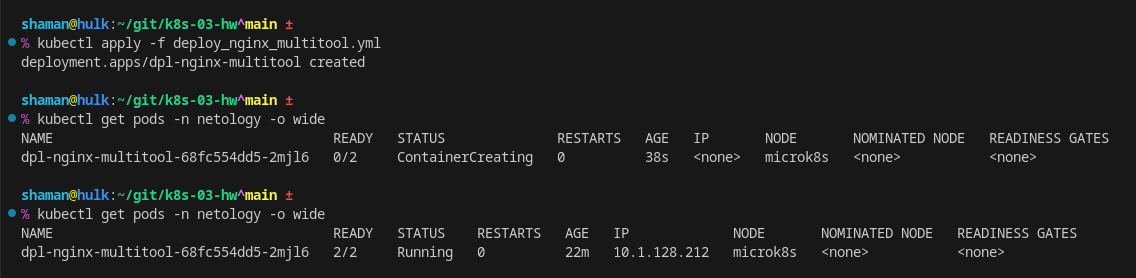 shaman@hulk:~/git/k8s-03-hw^main ±
% kubectl apply -f deploy_nginx_multitool.yml
deployment.apps/dpl-nginx-multitool created
shaman@hulk:~/git/k8s-03-hw^main ±
% kubectl get pods -n netology -o wide
NAME READY STATUS RESTARTS AGE IP NODE NOMINATED NODE READINESS GATES
dpl-nginx-multitool-68fc554dd5-2mjl6 0/2 ContainerCreating 0 38s <none> microk8s <none> <none>
shaman@hulk:~/git/k8s-03-hw^main ±
% kubectl get pods -n netology -o wide
NAME READY STATUS RESTARTS AGE IP NODE NOMINATED NODE READINESS GATES
dpl-nginx-multitool-68fc554dd5-2mjl6 2/2 Running 0 22m 10.1.128.212 microk8s <none> <none>